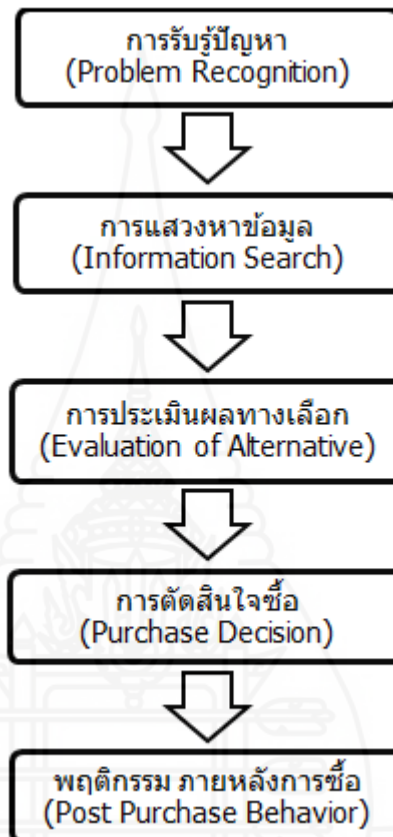 การรับรู้ปัญหา
(Problem Recognition)
การแสวงหาข้อมูล
(Information Search)
การประเมินผลทางเลือก
(Evaluation of Alternative)
การตัดสินใจซื้อ
(Purchase Decision)
พฤติกรรม ภายหลังการซื้อ
(Post Purchase Behavior)